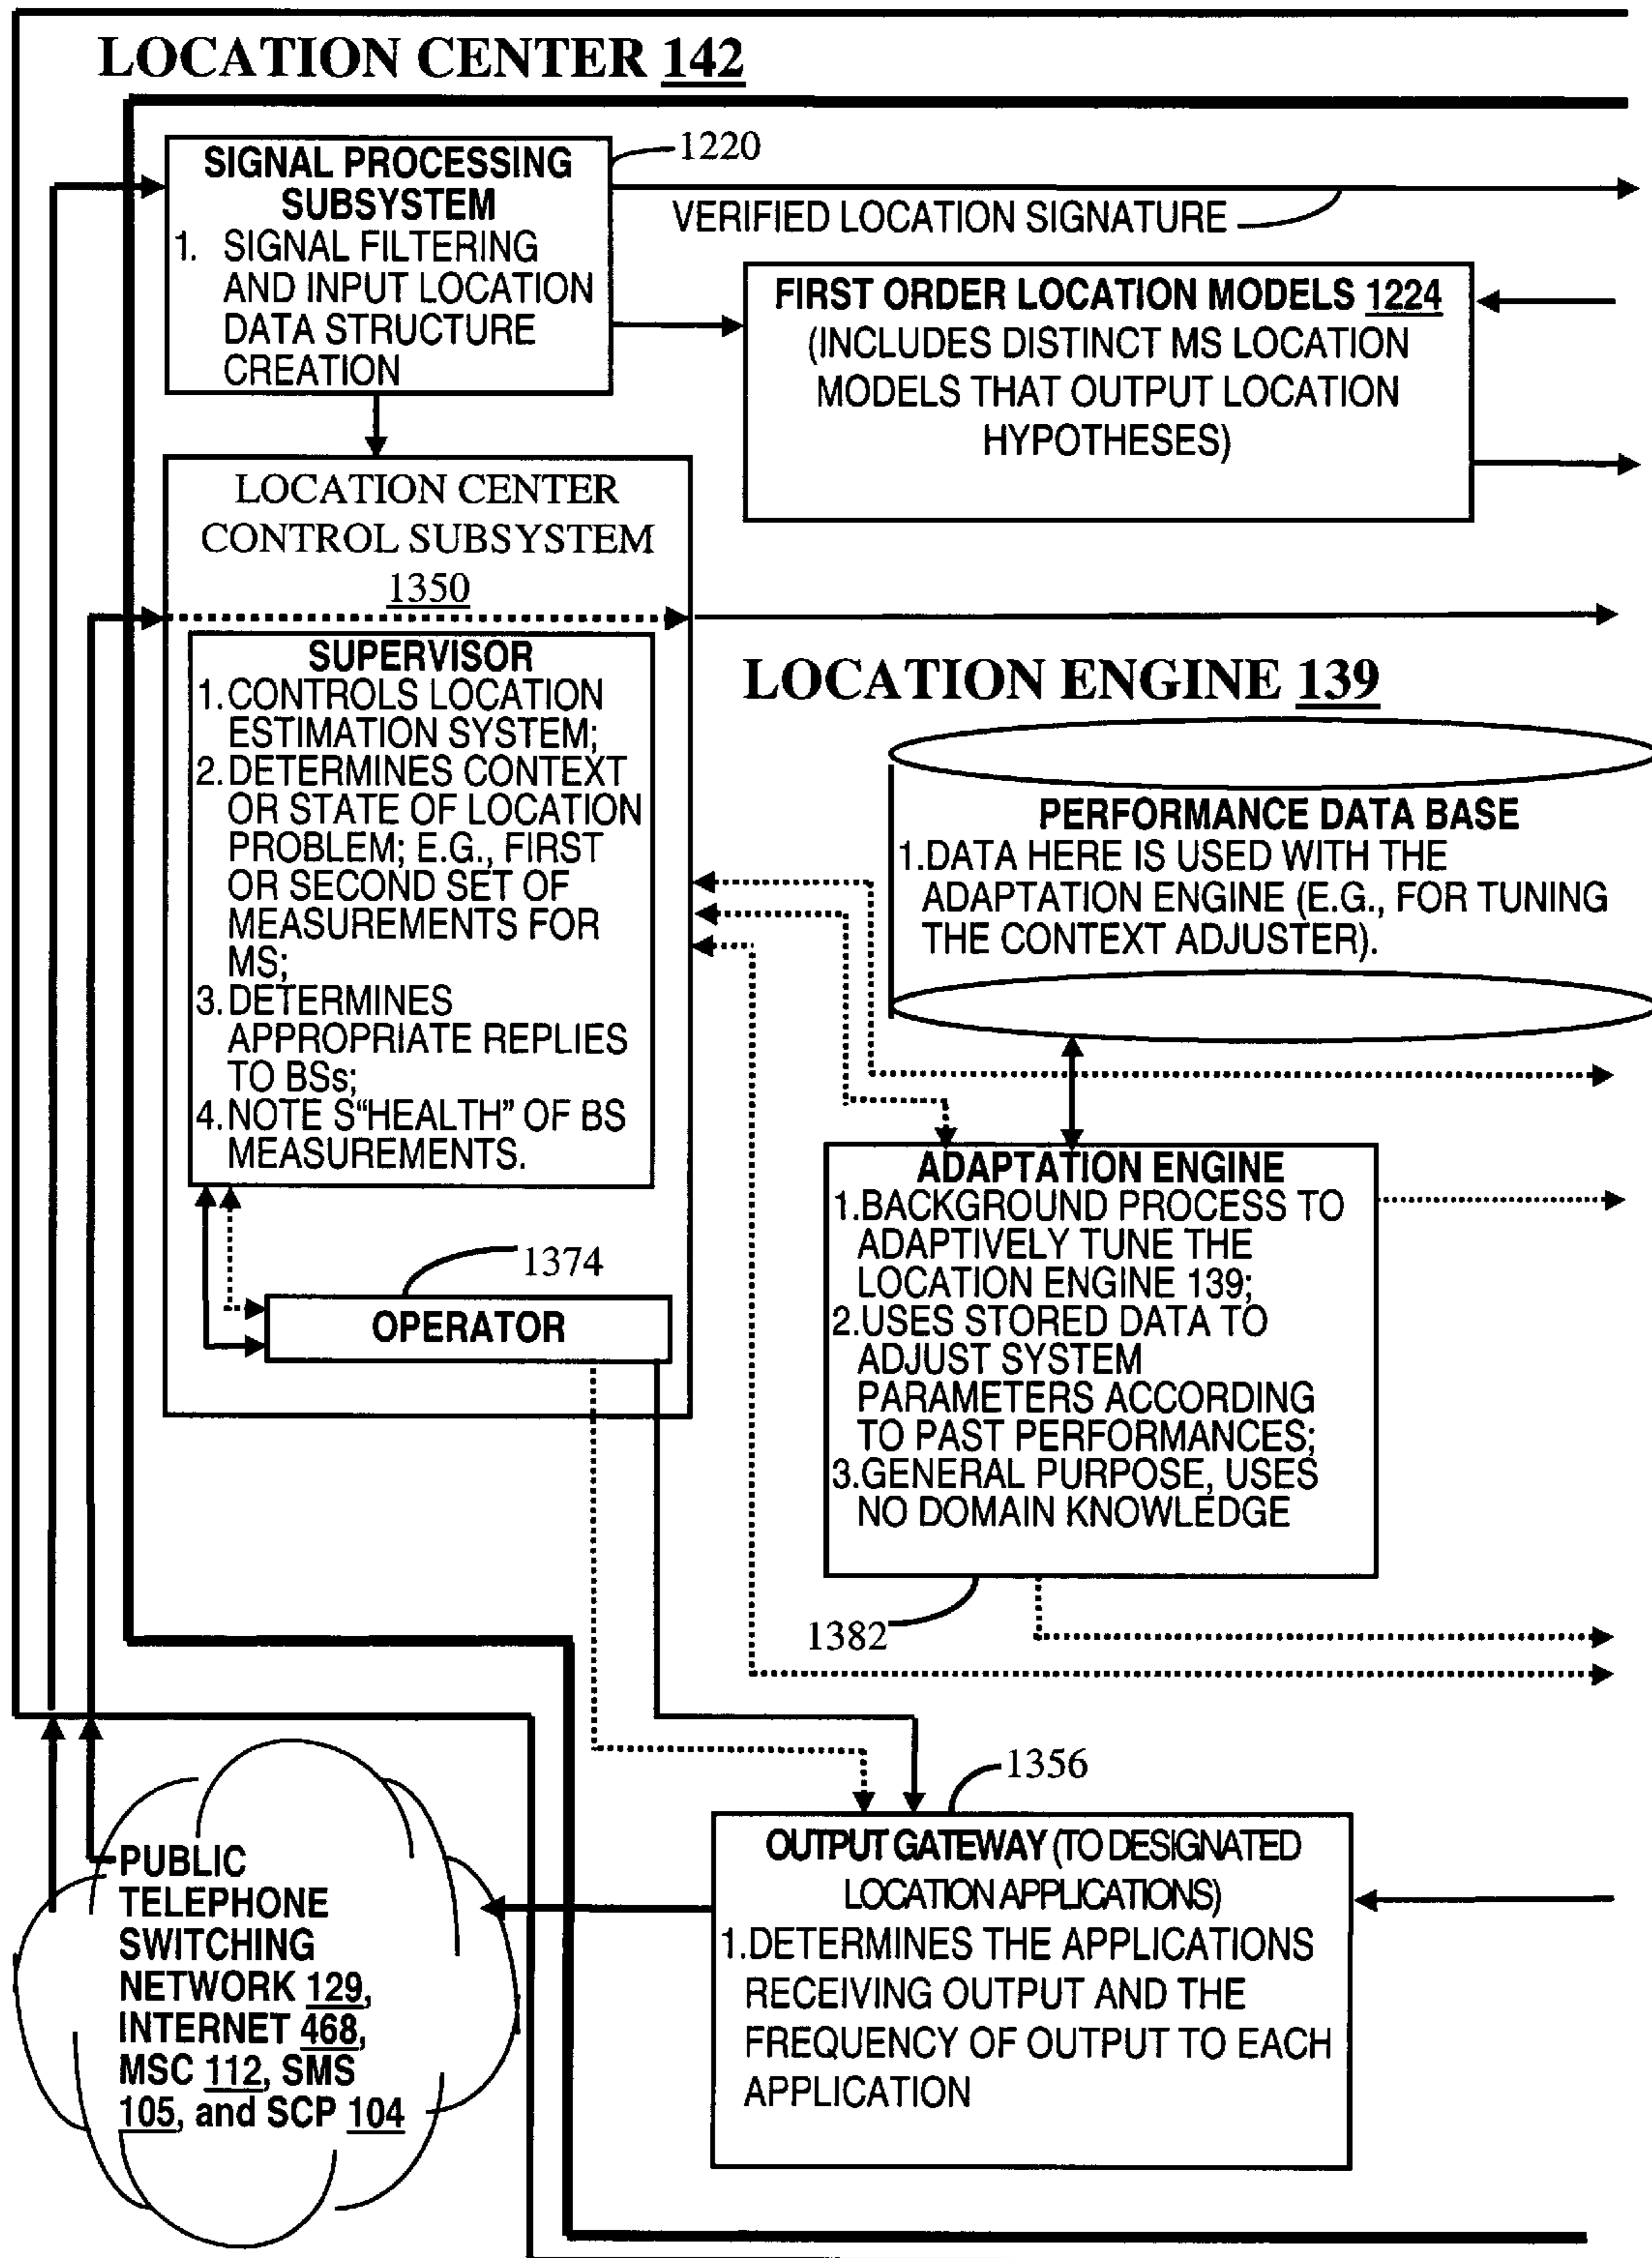 LOCATION CENTER 142
SIGNAL PROCESSING
SUBSYSTEM
1. SIGNAL FILTERING
AND INPUT LOCATION
DATA STRUCTURE
CREATION
1220
VERIFIED LOCATION SIGNATURE
FIRST ORDER LOCATION MODELS 1224
(INCLUDES DISTINCT MS LOCATION
MODELS THAT OUTPUT LOCATION
HYPOTHESES)
LOCATION CENTER
CONTROL SUBSYSTEM
1350
SUPERVISOR
1.CONTROLS LOCATION
ESTIMATION SYSTEM;
2.DETERMINES CONTEXT
OR STATE OF LOCATION
PROBLEM; E.G., FIRST
OR SECOND SET OF
MEASUREMENTS FOR
MS;
3.DETERMINES
APPROPRIATE REPLIES
TO BSs;
4.NOTE S“HEALTH” OF BS
MEASUREMENTS.
1374
OPERATOR
LOCATION ENGINE 139
PERFORMANCE DATA BASE
1.DATA HERE IS USED WITH THE
ADAPTATION ENGINE (E.G., FOR TUNING
THE CONTEXT ADJUSTER).
ADAPTATION ENGINE
1.BACKGROUND PROCESS TO
ADAPTIVELY TUNE THE
LOCATION ENGINE 139;
2.USES STORED DATA TO
ADJUST SYSTEM
PARAMETERS ACCORDING
TO PAST PERFORMANCES;
3.GENERAL PURPOSE, USES
NO DOMAIN KNOWLEDGE
1382
1356
OUTPUT GATEWAY (TO DESIGNATED
LOCATION APPLICATIONS)
1.DETERMINES THE APPLICATIONS
RECEIVING OUTPUT AND THE
FREQUENCY OF OUTPUT TO EACH
APPLICATION
PUBLIC
TELEPHONE
SWITCHING
NETWORK 129,
INTERNET 468,
MSC 112, SMS
105, and SCP 104